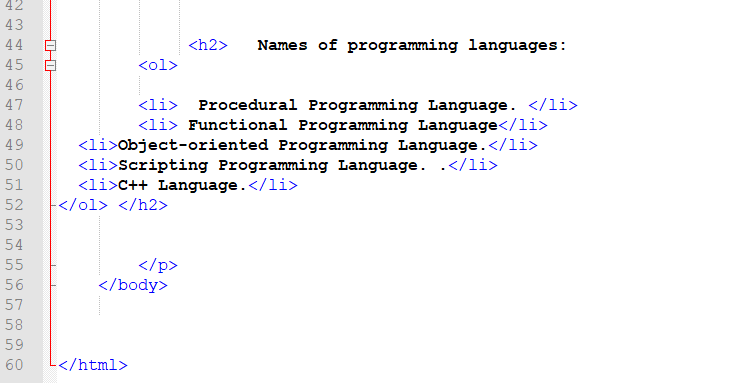 42
43
44 <h2> Names of programming languages:
45 <ol>
46
47 <li> Procedural Programming Language. </li>
48 <li> Functional Programming Language</li>
49 <li>Object-oriented Programming Language.</li>
50 <li>Scripting Programming Language. .</li>
51 <li>C++ Language.</li>
52 </ol> </h2>
53
54
55 </p>
56 </body>
57
58
59
60 </html>